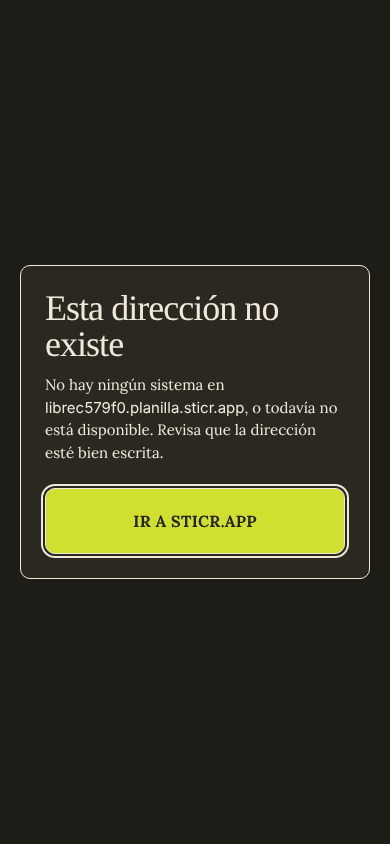 Esta dirección no
existe
No hay ningún sistema en
librec579f0.planilla.sticr.app, o todavía no
está disponible. Revisa que la dirección
esté bien escrita.
IR A STICR.APP